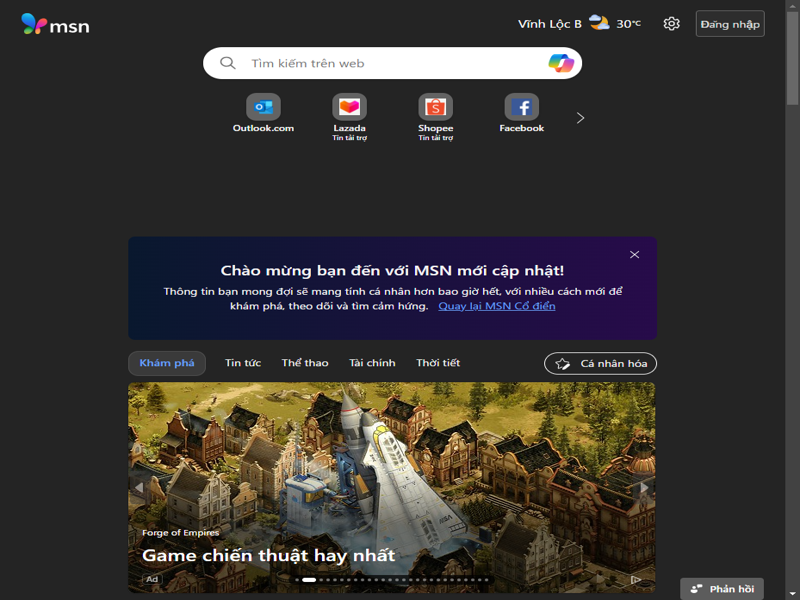 msn
Vĩnh Lộc B 30°C
Đăng nhập
Tìm kiếm trên web
Outlook.com
Lazada
Tin tài trợ
Shopee
Tin tài trợ
Facebook
Chào mừng bạn đến với MSN mới cập nhật!
Thông tin bạn mong đợi sẽ mang tính cá nhân hơn bao giờ hết, với nhiều cách mới để
khám phá, theo dõi và tìm cảm hứng. Quay lại MSN Cổ điển
Khám phá Tin tức Thể thao Tài chính Thời tiết Cá nhân hóa
Forge of Empires
Game chiến thuật hay nhất
Ad
Phản hồi